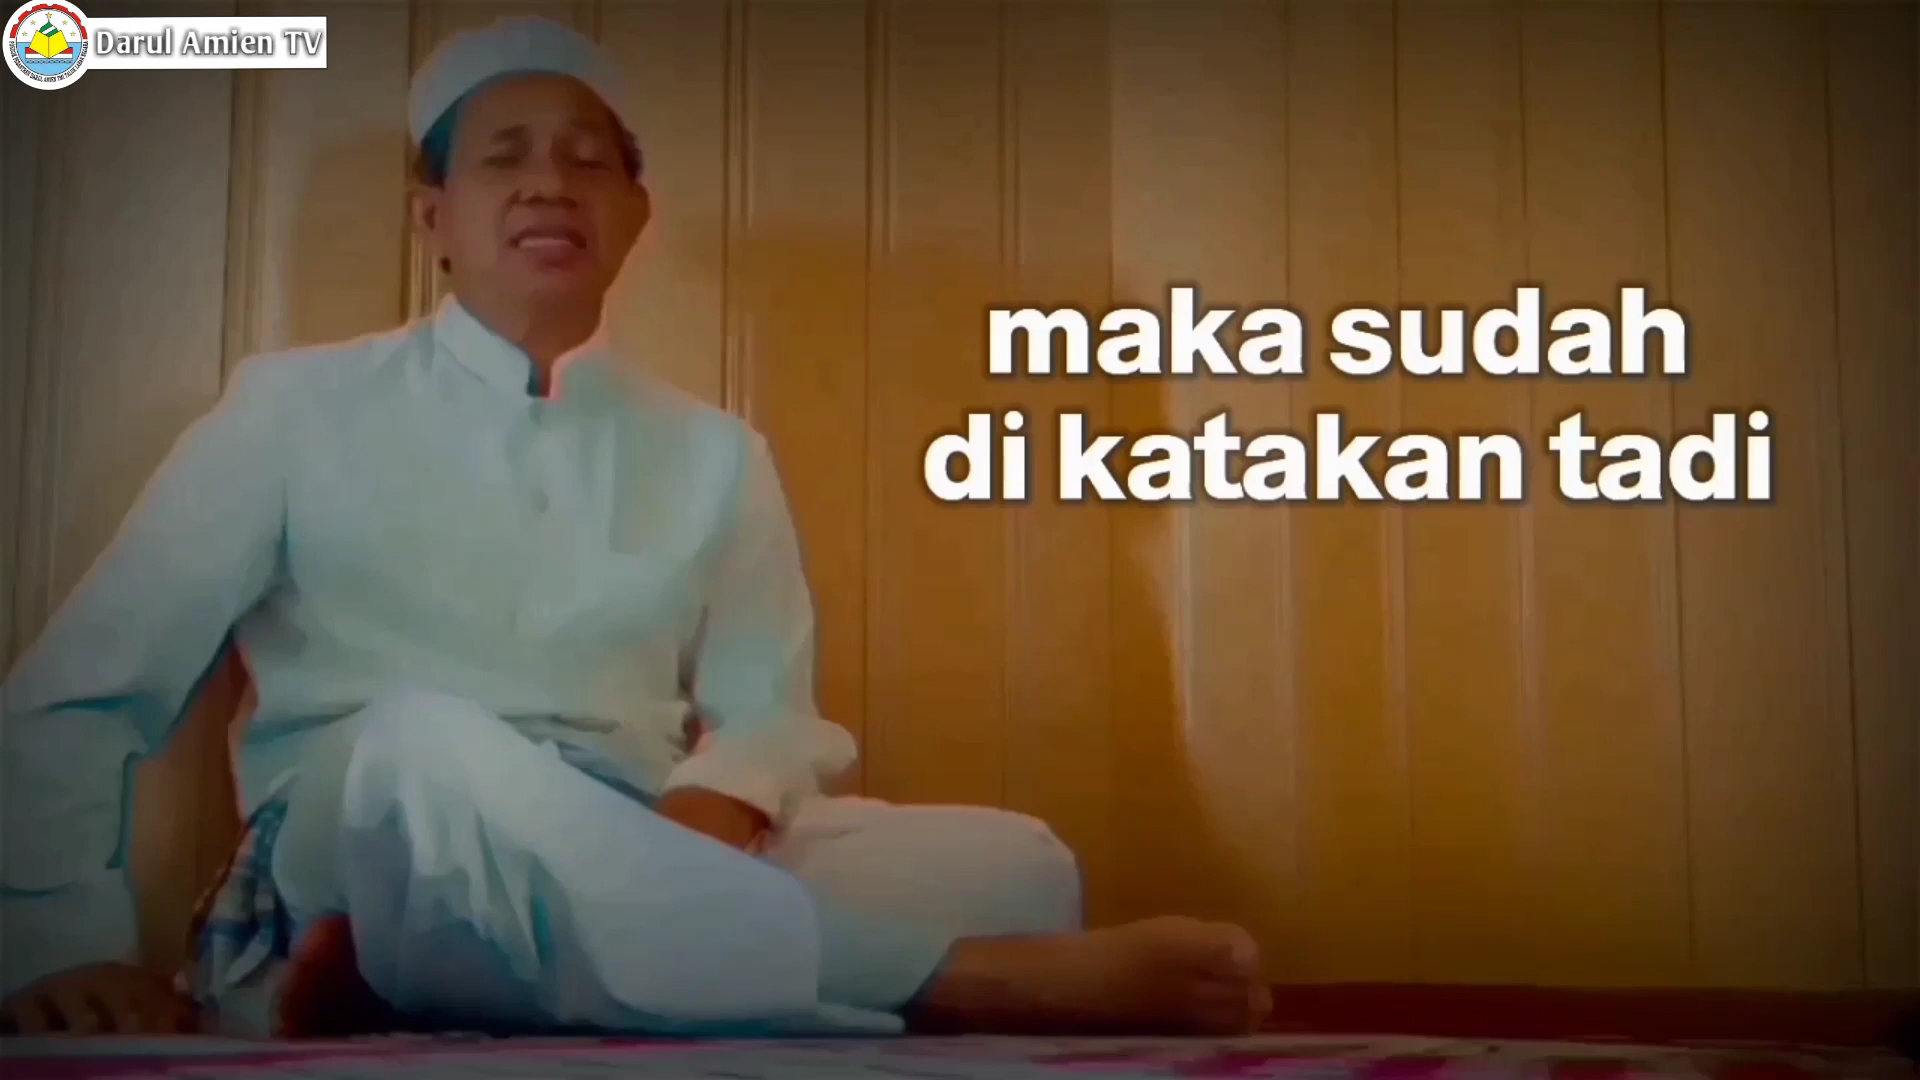 Darul Amien TV
maka sudah
di katakan tadi